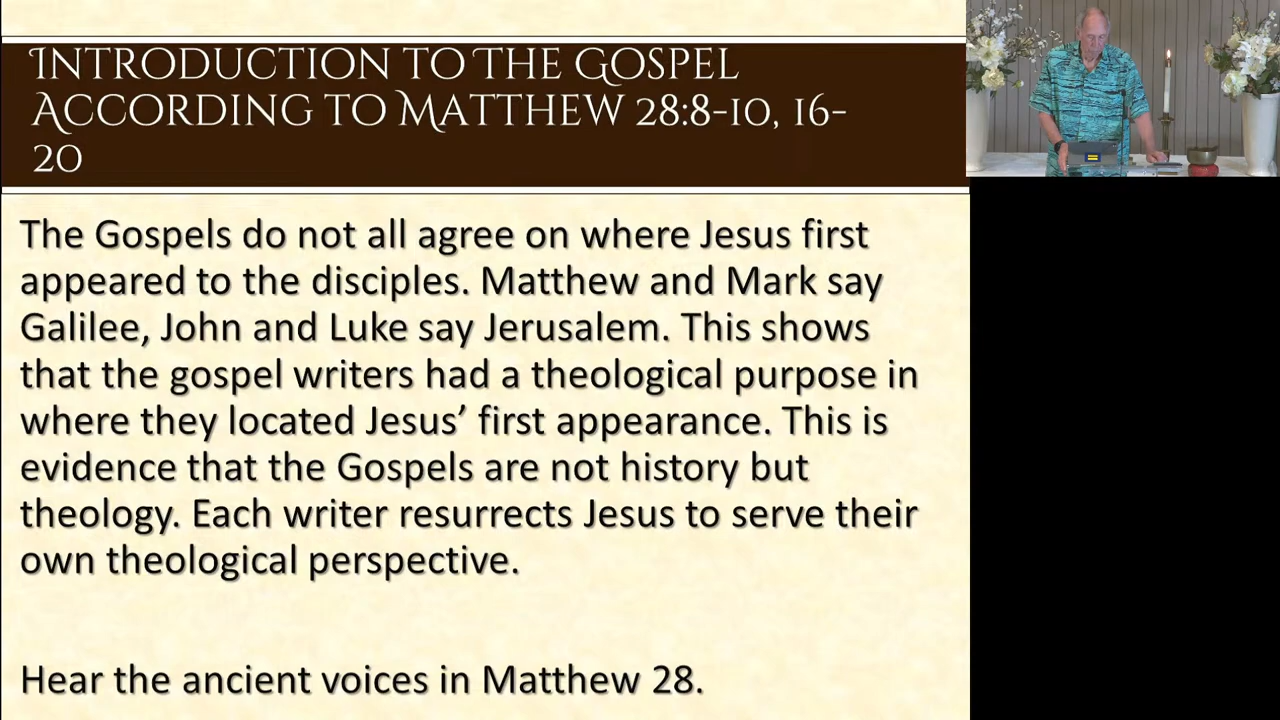 Introduction to The Gospel
According to Matthew 28:8-10, 16-
20
The Gospels do not all agree on where Jesus first
appeared to the disciples. Matthew and Mark say
Galilee, John and Luke say Jerusalem. This shows
that the gospel writers had a theological purpose in
where they located Jesus’ first appearance. This is
evidence that the Gospels are not history but
theology. Each writer resurrects Jesus to serve their
own theological perspective.
Hear the ancient voices in Matthew 28.